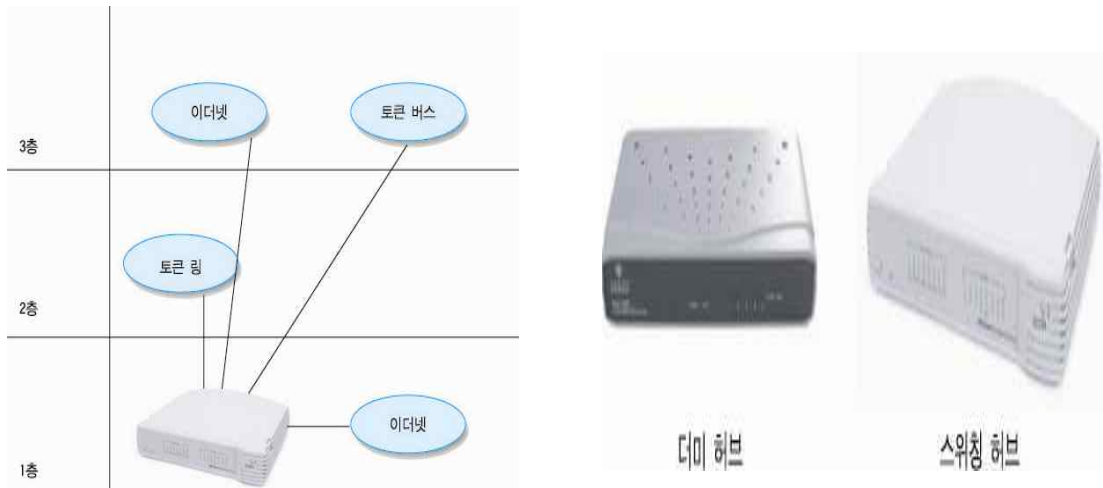 이더넷
토큰 버스
3층
토큰 링
2층
이더넷
1층
더미 허브
스위칭 허브